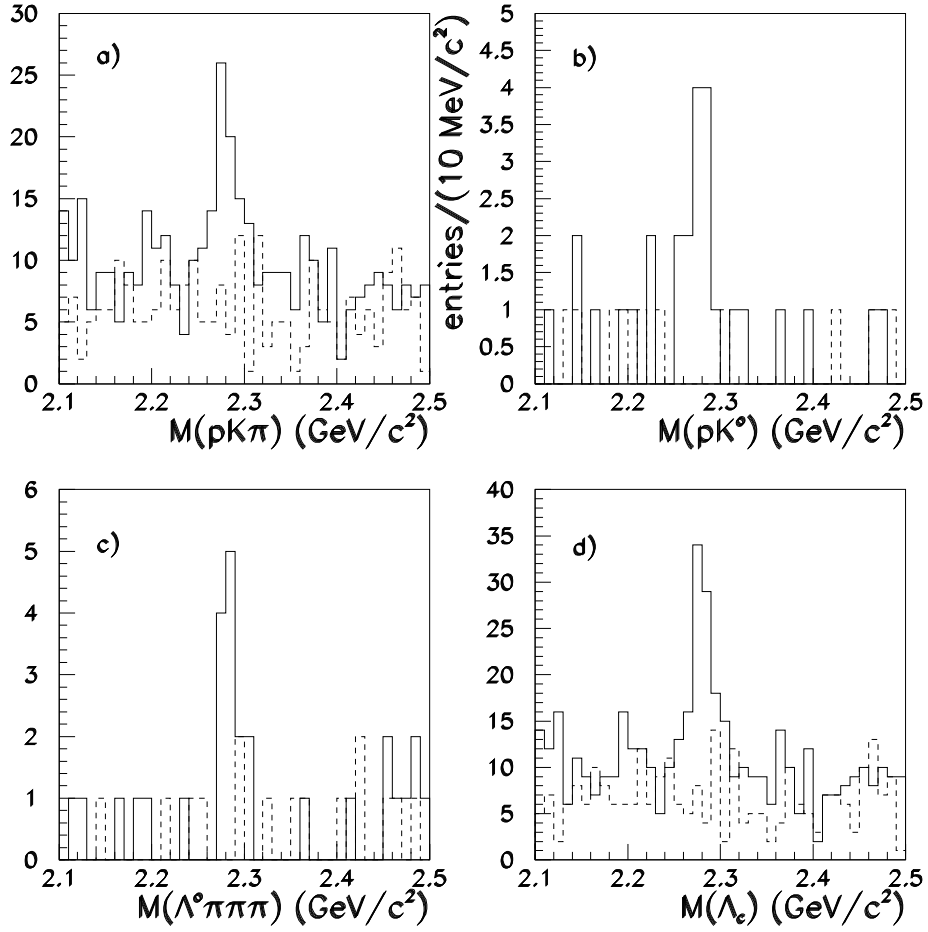 a)
30
25
20
15
10
5
0
2.1 2.2 2.3 2.4 2.5
M(pKπ) (GeV/c²)
entries/(10 MeV/c²)
b)
5
4.5
4
3.5
3
2.5
2
1.5
1
0.5
0
2.1 2.2 2.3 2.4 2.5
M(pK⁰) (GeV/c²)
c)
6
5
4
3
2
1
0
2.1 2.2 2.3 2.4 2.5
M(Λ⁰πππ) (GeV/c²)
d)
40
35
30
25
20
15
10
5
0
2.1 2.2 2.3 2.4 2.5
M(Λc) (GeV/c²)